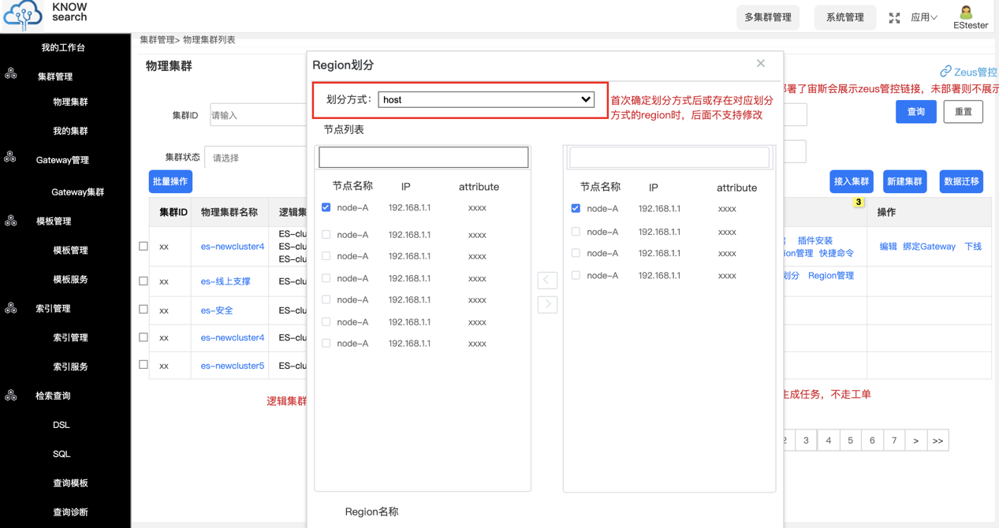 KNOW
search
多集群管理
系统管理
应用
EStester
我的工作台
集群管理
物理集群
我的集群
Gateway管理
Gateway集群
模板管理
模板管理
模板服务
索引管理
索引管理
索引服务
检索查询
DSL
SQL
查询模板
查询诊断
集群管理> 物理集群列表
物理集群
Zeus管控
署了宙斯会展示zeus管控链接，未部署则不展示
集群ID
请输入
查询
重置
集群状态
请选择
批量操作
接入集群
新建集群
数据迁移
3
集群ID 物理集群名称 逻辑集
操作
xx es-newcluster4
ES-clu
ES-clu
ES-clu
插件安装
ion管理 快捷命令
编辑 绑定Gateway 下线
xx es-线上支撑 ES-clu
划分 Region管理
xx es-安全 ES-clu
xx es-newcluster4 ES-clu
xx es-newcluster5 ES-clu
逻辑集群
生成任务，不走工单
2 3 4 5 6 7 > >>
Region划分
划分方式: host
首次确定划分方式后或存在对应划分
方式的region时，后面不支持修改
节点列表
节点名称 IP attribute
node-A 192.168.1.1 xxxx
node-A 192.168.1.1 xxxx
node-A 192.168.1.1 xxxx
node-A 192.168.1.1 xxxx
node-A 192.168.1.1 xxxx
node-A 192.168.1.1 xxxx
node-A 192.168.1.1 xxxx
节点名称 IP attribute
node-A 192.168.1.1 xxxx
node-A 192.168.1.1 xxxx
node-A 192.168.1.1 xxxx
node-A 192.168.1.1 xxxx
Region名称